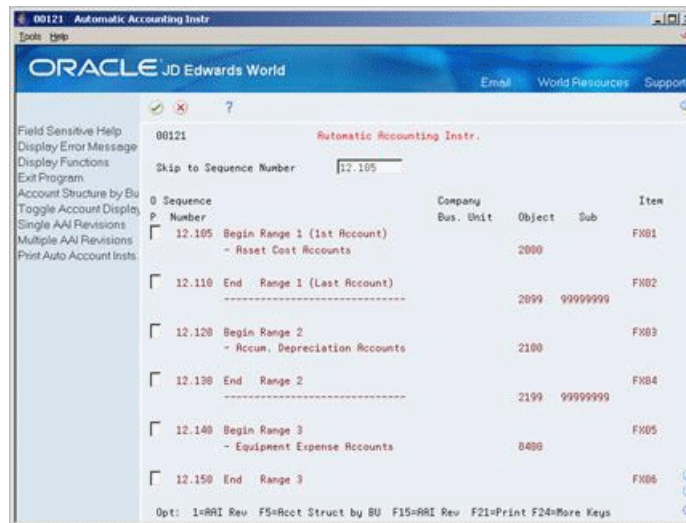 00121 Automatic Accounting Instr
Tools Help
ORACLE JD Edwards World
Email World Resources Support
Field Sensitive Help
Display Error Message
Display Functions
Exit Program
Account Structure by Bu
Toggle Account Display
Single AAI Revisions
Multiple AAI Revisions
Print Auto Account Insts.
?
00121 Automatic Accounting Instr.
Skip to Sequence Number 12.105
O Sequence Company Item
P Number Bus. Unit Object Sub
12.105 Begin Range 1 (1st Account) FX01
- Asset Cost Accounts 2000
12.110 End Range 1 (Last Account) FX02
------------------------------ 2099 99999999
12.120 Begin Range 2 FX03
- Accum. Depreciation Accounts 2100
12.130 End Range 2 FX04
------------------------------ 2199 99999999
12.140 Begin Range 3 FX05
- Equipment Expense Accounts 8400
12.150 End Range 3 FX06
Opt: 1=AAI Rev F5=Acct Struct by BU F15=AAI Rev F21=Print F24=More Keys